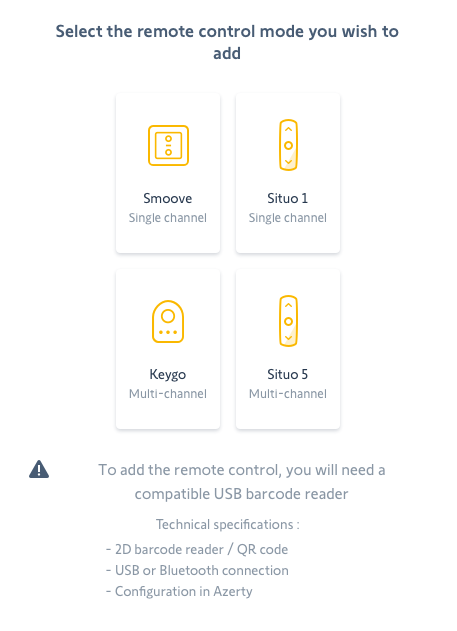 Select the remote control mode you wish to
add
Smoove
Single channel
Situo 1
Single channel
Keygo
Multi-channel
Situo 5
Multi-channel
To add the remote control, you will need a
compatible USB barcode reader
Technical specifications :
- 2D barcode reader / QR code
- USB or Bluetooth connection
- Configuration in Azerty